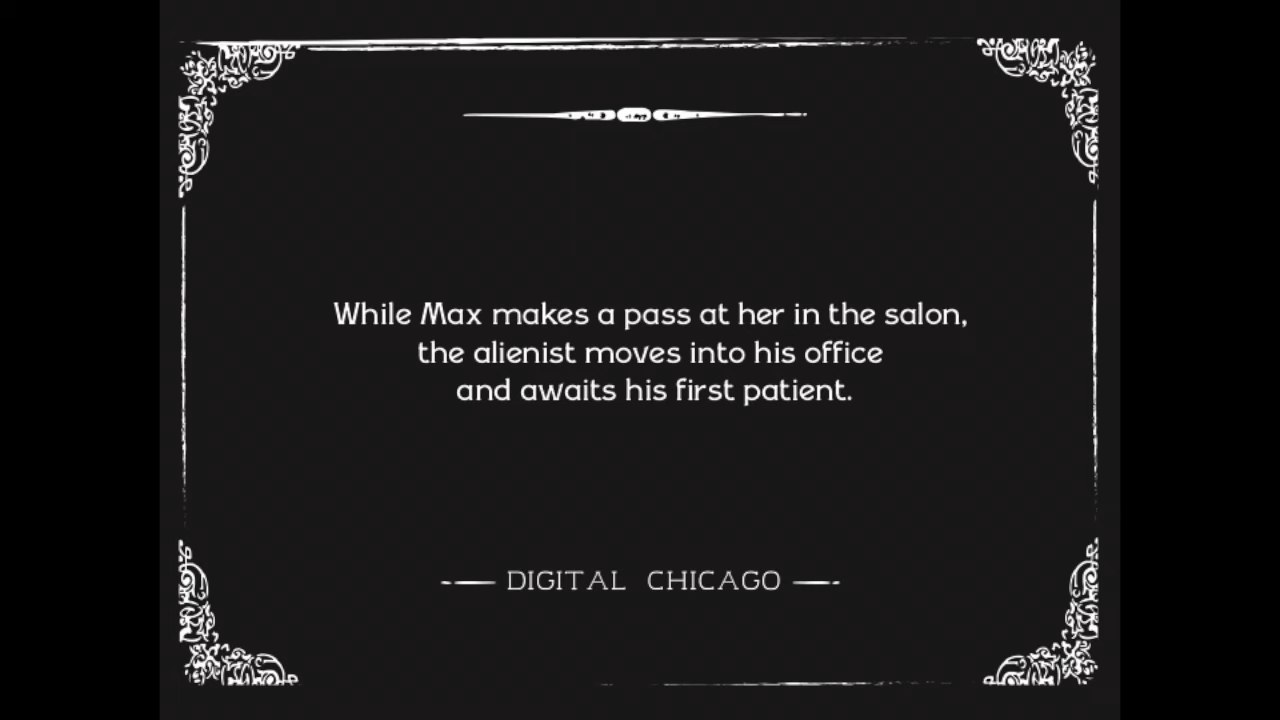 While Max makes a pass at her in the salon,
the alienist moves into his office
and awaits his first patient.
DIGITAL CHICAGO